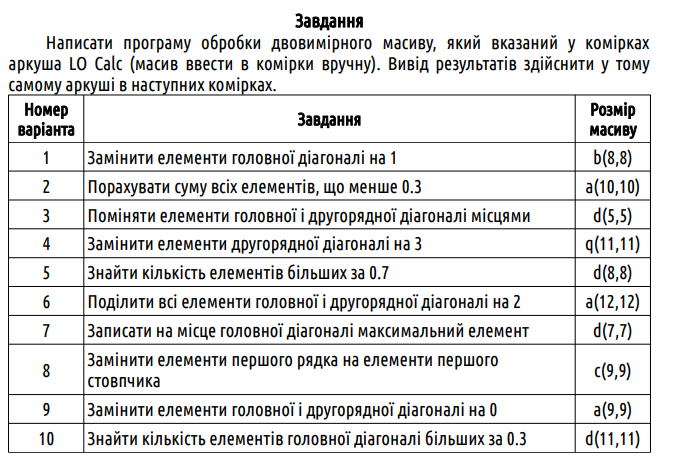 Завдання
Написати програму обробки двовимірного масиву, який вказаний у комірках
аркуша LO Calc (масив ввести в комірки вручну). Вивід результатів здійснити у тому
самому аркуші в наступних комірках.
Номер варіанта Завдання Розмір масиву
1 Замінити елементи головної діагоналі на 1 b(8,8)
2 Порахувати суму всіх елементів, що менше 0.3 a(10,10)
3 Поміняти елементи головної і другорядної діагоналі місцями d(5,5)
4 Замінити елементи другорядної діагоналі на 3 q(11,11)
5 Знайти кількість елементів більших за 0.7 d(8,8)
6 Поділити всі елементи головної і другорядної діагоналі на 2 a(12,12)
7 Записати на місце головної діагоналі максимальний елемент d(7,7)
8 Замінити елементи першого рядка на елементи першого
стовпчика c(9,9)
9 Замінити елементи головної і другорядної діагоналі на 0 a(9,9)
10 Знайти кількість елементів головної діагоналі більших за 0.3 d(11,11)